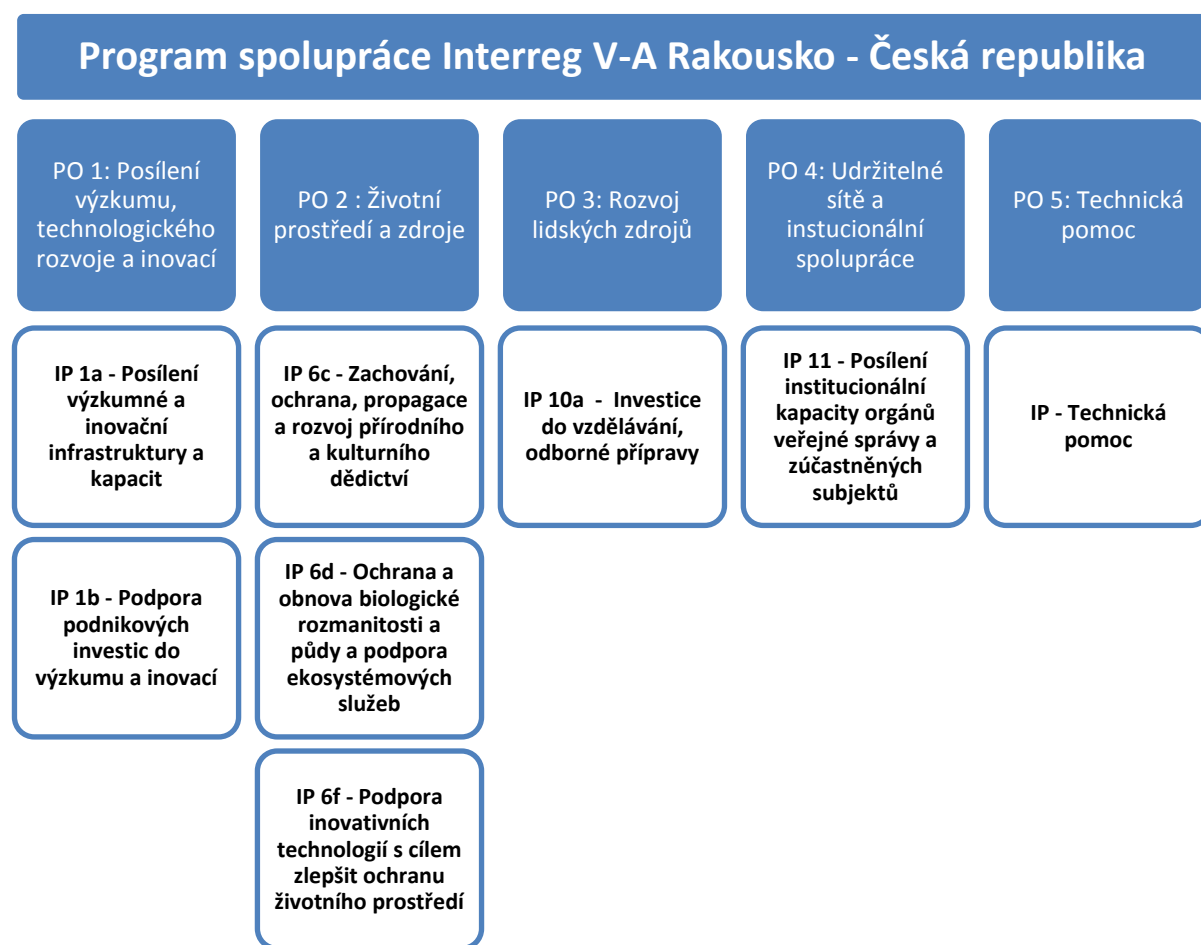 Program spolupráce Interreg V-A Rakousko - Česká republika
PO 1: Posílení
výzkumu,
technologického
rozvoje a inovací
PO 2 : Životní
prostředí a zdroje
PO 3: Rozvoj
lidských zdrojů
PO 4: Udržitelné
sítě a
instucionální
spolupráce
PO 5: Technická
pomoc
IP 1a - Posílení
výzkumné a
inovační
infrastruktury a
kapacit
IP 6c - Zachování,
ochrana, propagace
a rozvoj přírodního
a kulturního
dědictví
IP 10a  - Investice
do vzdělávání,
odborné přípravy
IP 11 - Posílení
institucionální
kapacity orgánů
veřejné správy a
zúčastněných
subjektů
IP - Technická
pomoc
IP 1b - Podpora
podnikových
investic do
výzkumu a inovací
IP 6d - Ochrana a
obnova biologické
rozmanitosti a
půdy a podpora
ekosystémových
služeb
IP 6f - Podpora
inovativních
technologií s cílem
zlepšit ochranu
životního prostředí